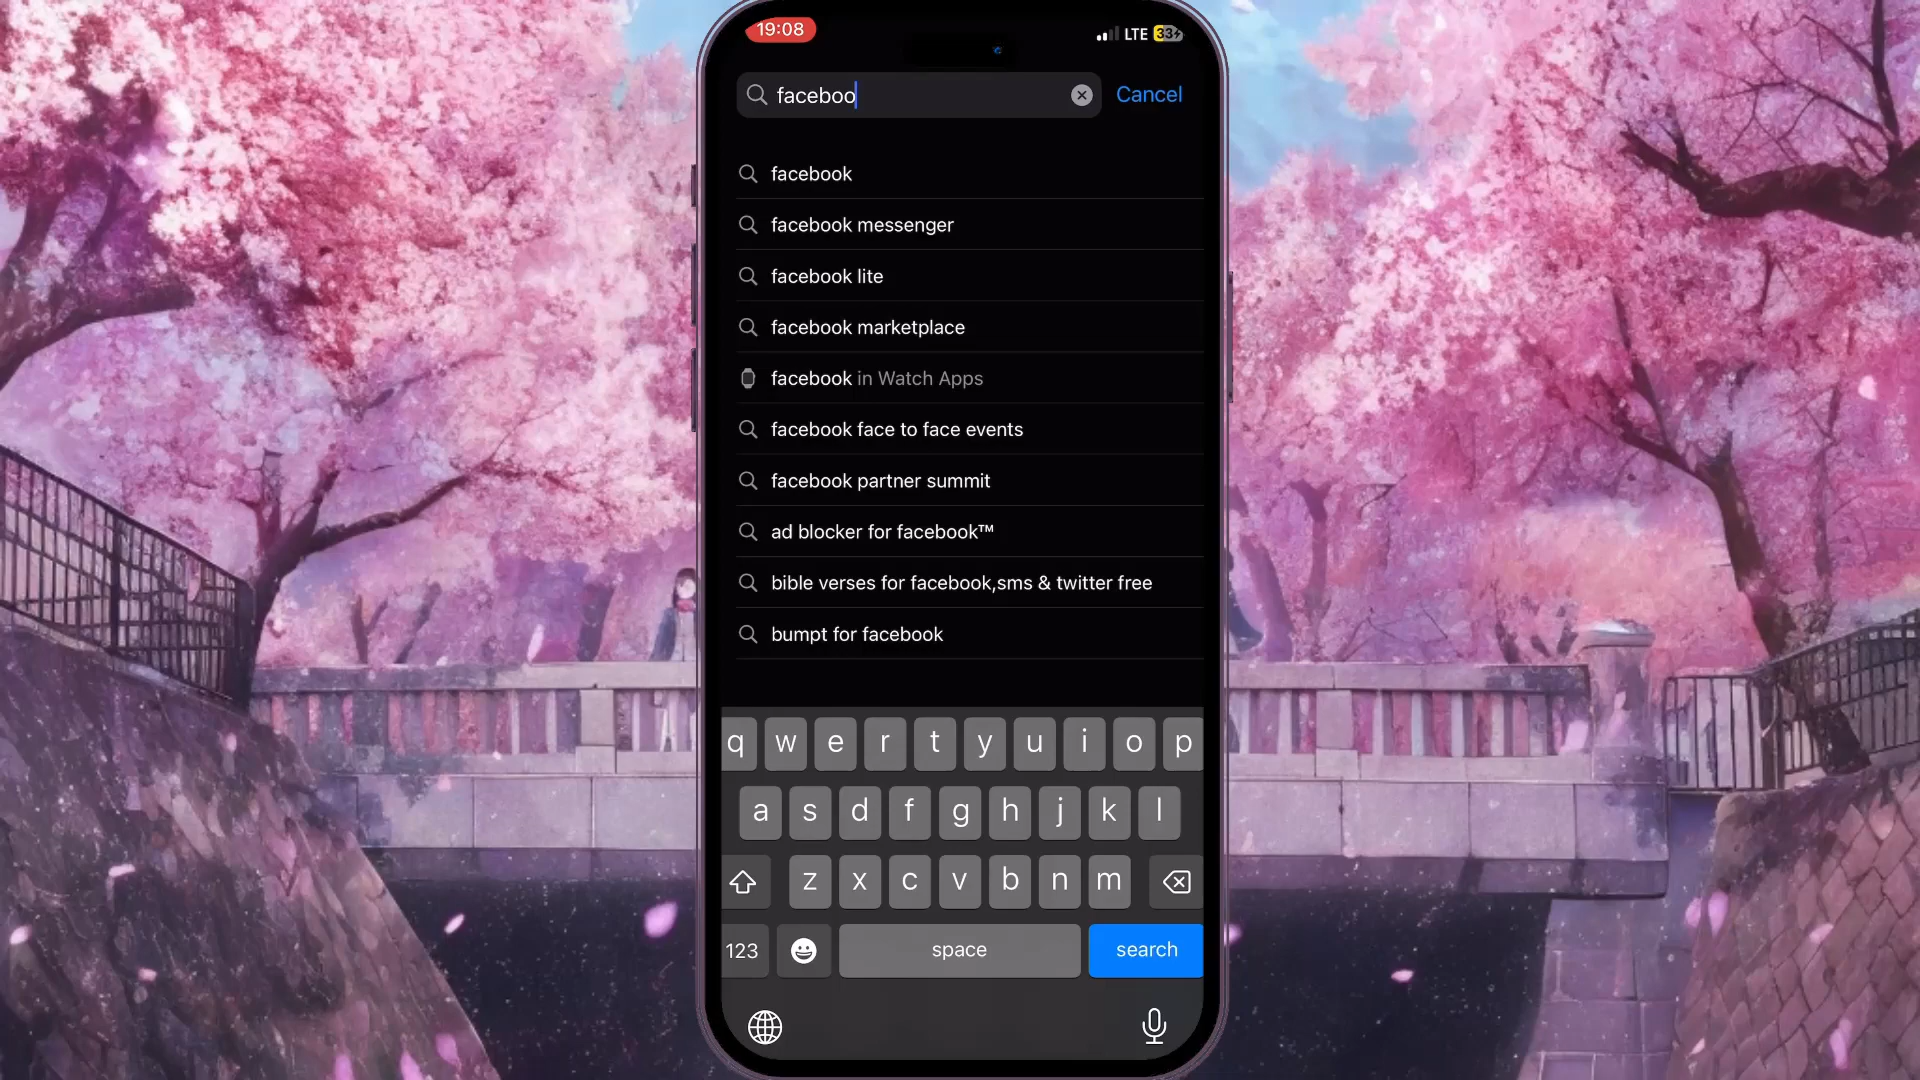 19:08
LTE 33
faceboo
Cancel
facebook
facebook messenger
facebook lite
facebook marketplace
facebook in Watch Apps
facebook face to face events
facebook partner summit
ad blocker for facebook™
bible verses for facebook,sms & twitter free
bumpt for facebook
q w e r t y u i o p
a s d f g h j k l
z x c v b n m
123 space search